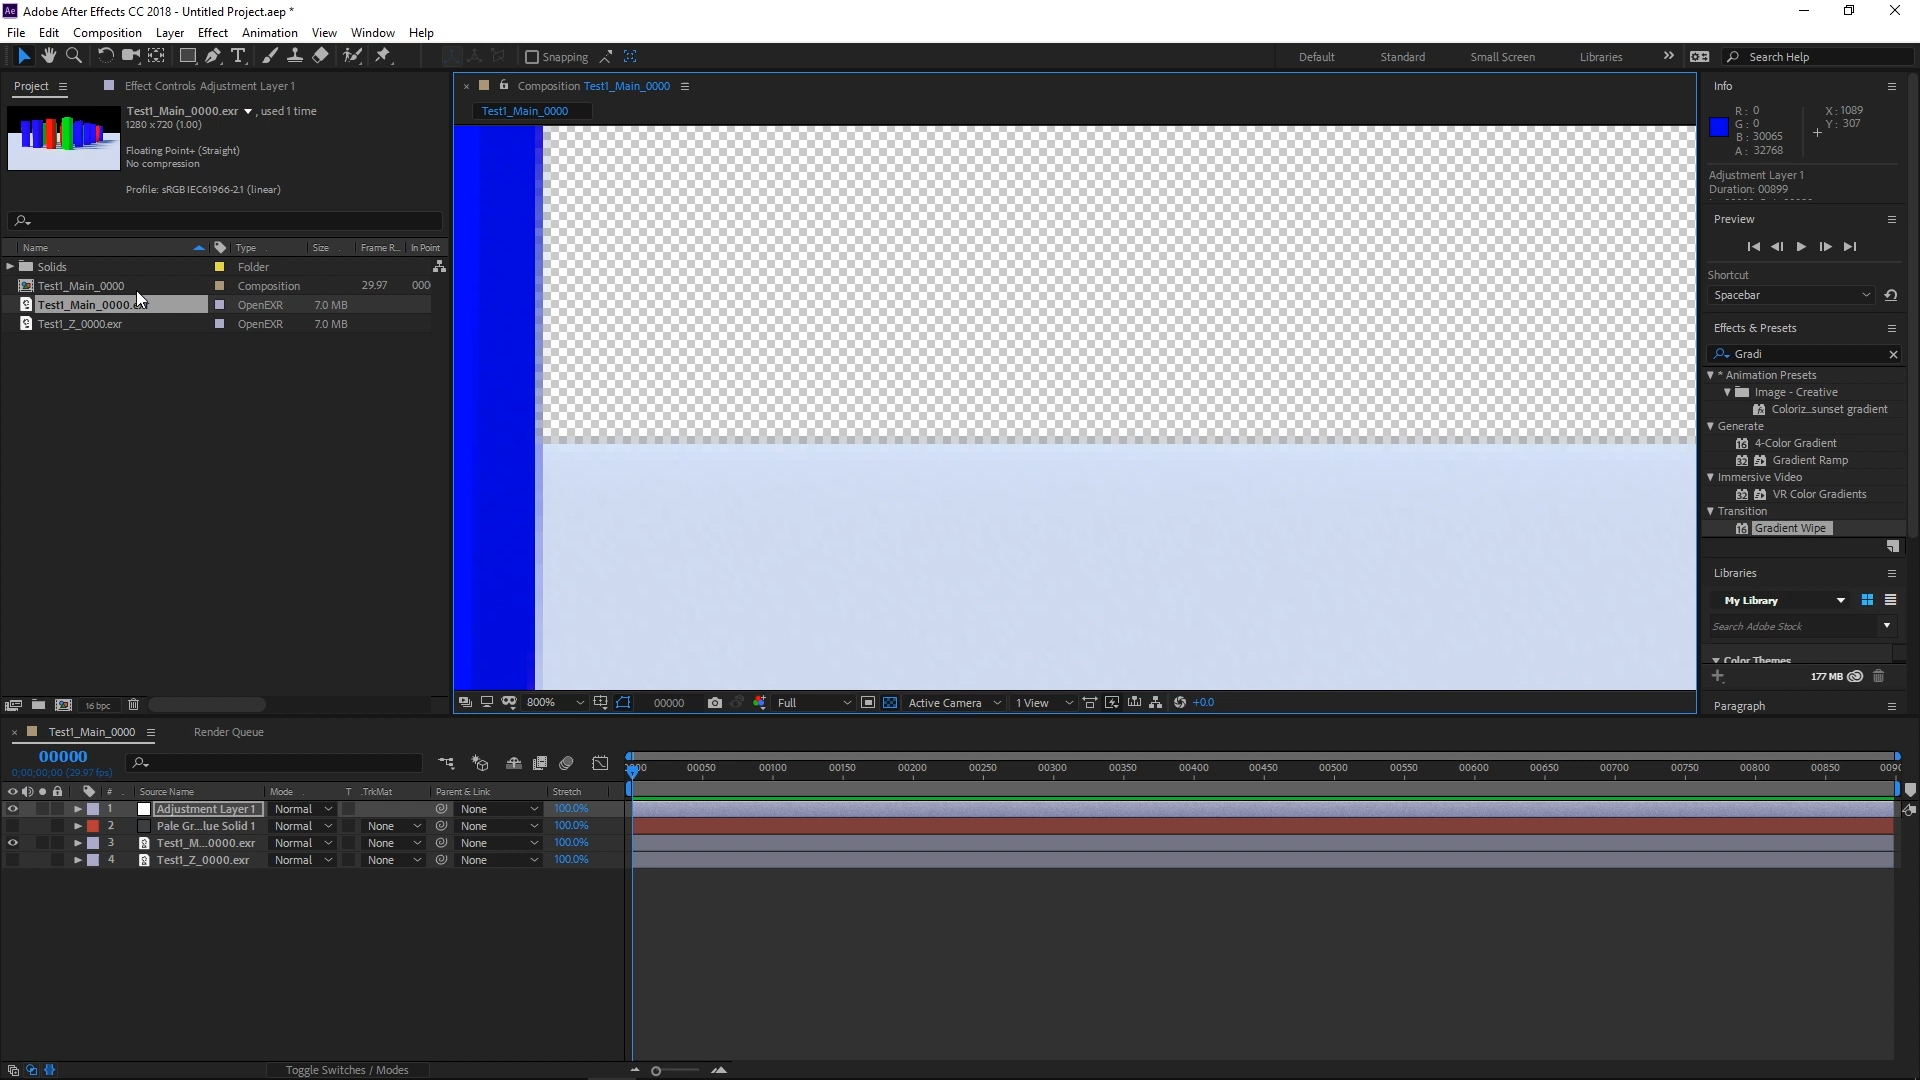 Ae Adobe After Effects CC 2018 - Untitled Project.aep *
File Edit Composition Layer Effect Animation View Window Help
Snapping Default Standard Small Screen Libraries Search Help
Project Effect Controls Adjustment Layer 1
Test1_Main_0000.exr , used 1 time
1280 x 720 (1.00)
Floating Point+ (Straight)
No compression
Profile: sRGB IEC61966-2.1 (linear)
Name Type Size Frame R... In Point
Solids Folder
Test1_Main_0000 Composition 29.97 000
Test1_Main_0000.exr OpenEXR 7.0 MB
Test1_Z_0000.exr OpenEXR 7.0 MB
16 bpc
Composition Test1_Main_0000
Test1_Main_0000
800% 00000 Full Active Camera 1 View +0.0
Info
R: 0 X: 1089
G: 0 Y: 307
B: 30065
A: 32768
Adjustment Layer 1
Duration: 00899
Preview
Shortcut
Spacebar
Effects & Presets
Gradi
* Animation Presets
Image - Creative
Coloriz...sunset gradient
Generate
4-Color Gradient
Gradient Ramp
Immersive Video
VR Color Gradients
Transition
Gradient Wipe
Libraries
My Library
Search Adobe Stock
Color Themes
177 MB
Paragraph
Test1_Main_0000 Render Queue
00000
0;00;00;00 (29.97 fps)
# Source Name Mode T .TrkMat Parent & Link Stretch
1 Adjustment Layer 1 Normal None 100.0%
2 Pale Gr...lue Solid 1 Normal None None 100.0%
3 Test1_M...0000.exr Normal None None 100.0%
4 Test1_Z_0000.exr Normal None None 100.0%
00050 00100 00150 00200 00250 00300 00350 00400 00450 00500 00550 00600 00650 00700 00750 00800 00850
Toggle Switches / Modes